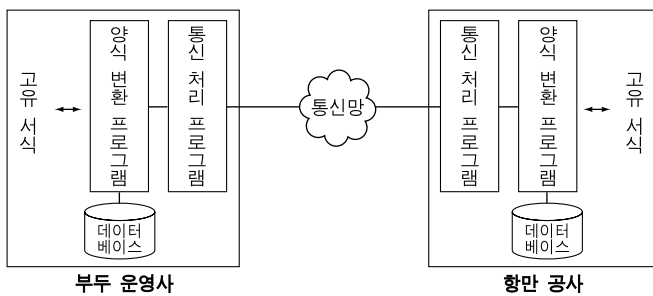 고유 서식
양식 변환 프로그램
통신 처리 프로그램
데이터
베이스
부두 운영사
통신망
통신 처리 프로그램
양식 변환 프로그램
고유 서식
데이터
베이스
항만 공사